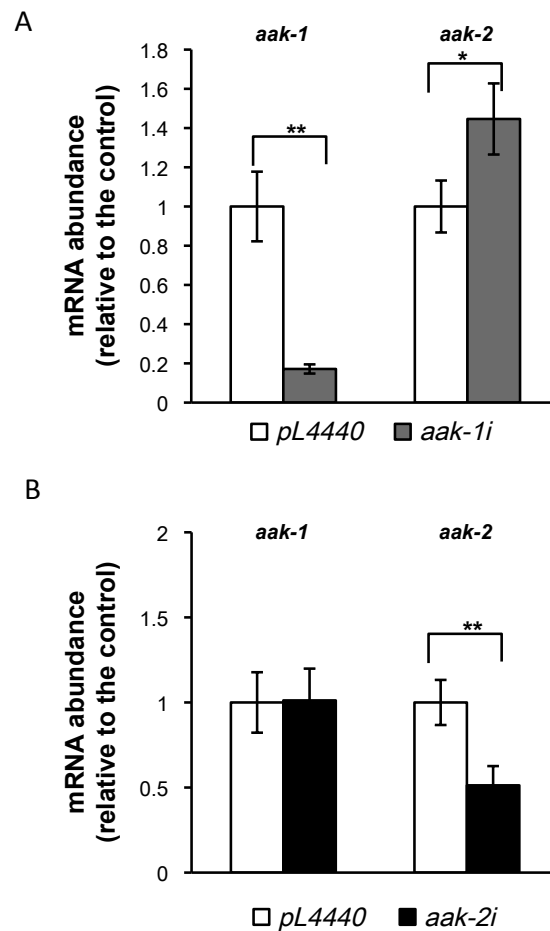 A
aak-1 aak-2
mRNA abundance
(relative to the control)
1.8
1.6
1.4
1.2
1
0.8
0.6
0.4
0.2
0
**
*
pL4440 aak-1i
B
aak-1 aak-2
mRNA abundance
(relative to the control)
2
1.5
1
0.5
0
**
pL4440 aak-2i